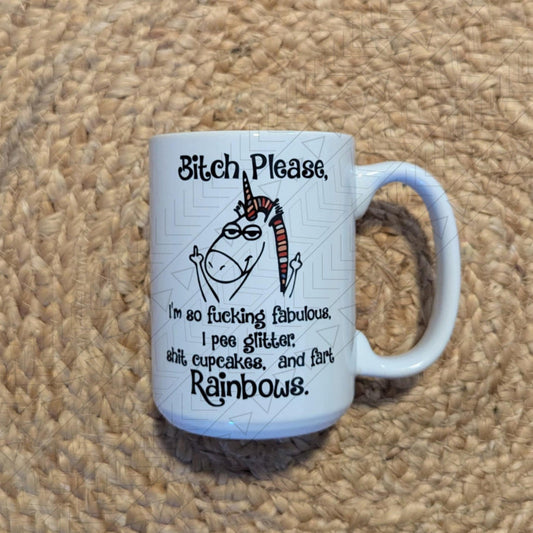 Bitch Please,
I'm so fucking fabulous,
I pee glitter,
shit cupcakes, and fart
Rainbows.